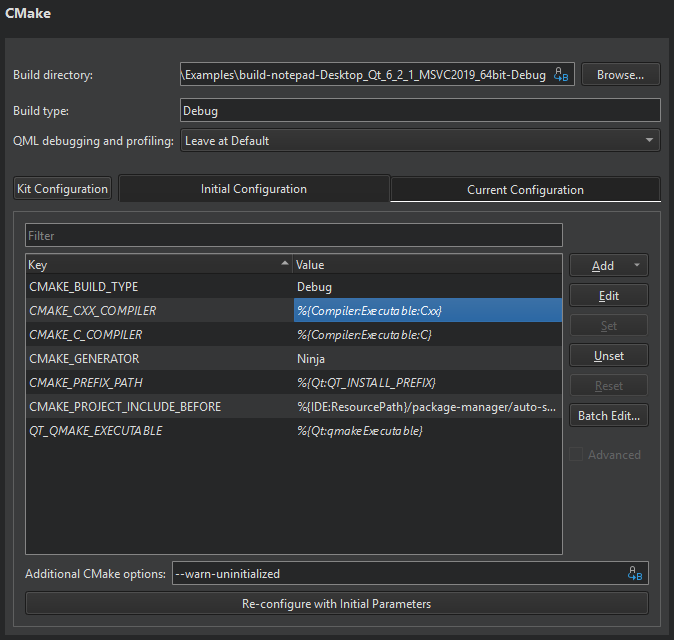 CMake
Build directory: \Examples\build-notepad-Desktop_Qt_6_2_1_MSVC2019_64bit-Debug Browse...
Build type: Debug
QML debugging and profiling: Leave at Default
Kit Configuration Initial Configuration Current Configuration
Filter
Key Value Add
CMAKE_BUILD_TYPE Debug Edit
CMAKE_CXX_COMPILER %{Compiler:Executable:Cxx} Set
CMAKE_C_COMPILER %{Compiler:Executable:C}
CMAKE_GENERATOR Ninja Unset
CMAKE_PREFIX_PATH %{Qt:QT_INSTALL_PREFIX} Reset
CMAKE_PROJECT_INCLUDE_BEFORE %{IDE:ResourcePath}/package-manager/auto-s... Batch Edit...
QT_QMAKE_EXECUTABLE %{Qt:qmakeExecutable}
Advanced
Additional CMake options: --warn-uninitialized
Re-configure with Initial Parameters